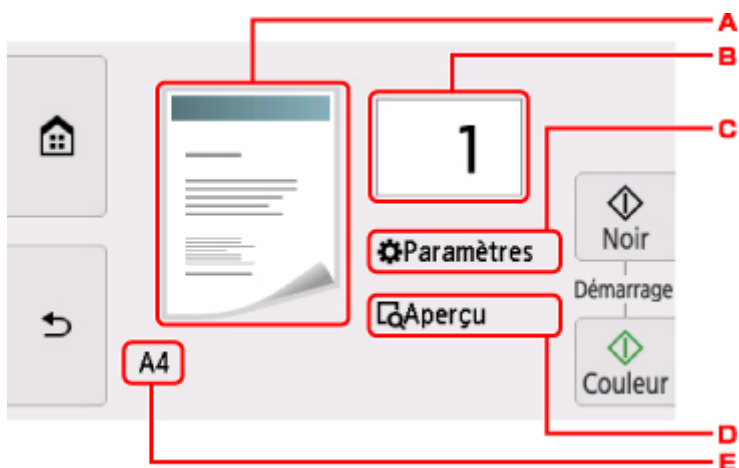 A
B
C
1
Noir
Paramètres
Démarrage
Aperçu
A4
Couleur
D
E